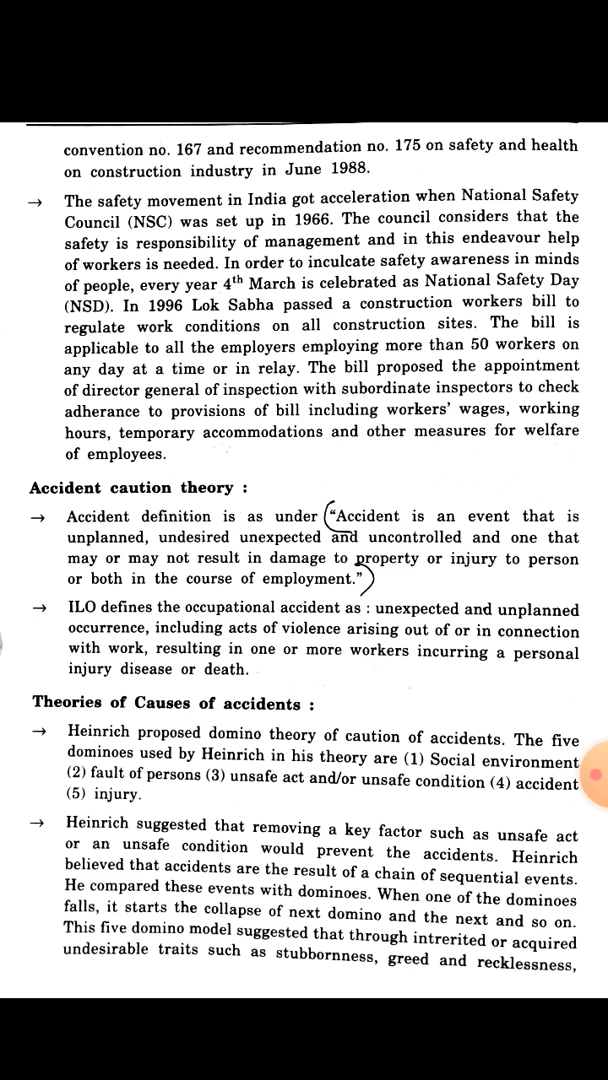 convention no. 167 and recommendation no. 175 on safety and health
on construction industry in June 1988.
→ The safety movement in India got acceleration when National Safety
Council (NSC) was set up in 1966. The council considers that the
safety is responsibility of management and in this endeavour help
of workers is needed. In order to inculcate safety awareness in minds
of people, every year 4th March is celebrated as National Safety Day
(NSD). In 1996 Lok Sabha passed a construction workers bill to
regulate work conditions on all construction sites. The bill is
applicable to all the employers employing more than 50 workers on
any day at a time or in relay. The bill proposed the appointment
of director general of inspection with subordinate inspectors to check
adherance to provisions of bill including workers' wages, working
hours, temporary accommodations and other measures for welfare
of employees.
Accident caution theory :
→ Accident definition is as under ("Accident is an event that is
unplanned, undesired unexpected and uncontrolled and one that
may or may not result in damage to property or injury to person
or both in the course of employment.")
→ ILO defines the occupational accident as : unexpected and unplanned
occurrence, including acts of violence arising out of or in connection
with work, resulting in one or more workers incurring a personal
injury disease or death.
Theories of Causes of accidents :
→ Heinrich proposed domino theory of caution of accidents. The five
dominoes used by Heinrich in his theory are (1) Social environment
(2) fault of persons (3) unsafe act and/or unsafe condition (4) accident
(5) injury.
→ Heinrich suggested that removing a key factor such as unsafe act
or an unsafe condition would prevent the accidents. Heinrich
believed that accidents are the result of a chain of sequential events.
He compared these events with dominoes. When one of the dominoes
falls, it starts the collapse of next domino and the next and so on.
This five domino model suggested that through intrerited or acquired
undesirable traits such as stubbornness, greed and recklessness,